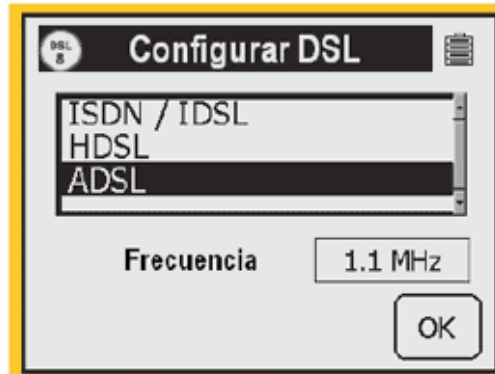 DSL
8
Configurar DSL
ISDN / IDSL
HDSL
ADSL
Frecuencia 1.1 MHz
OK